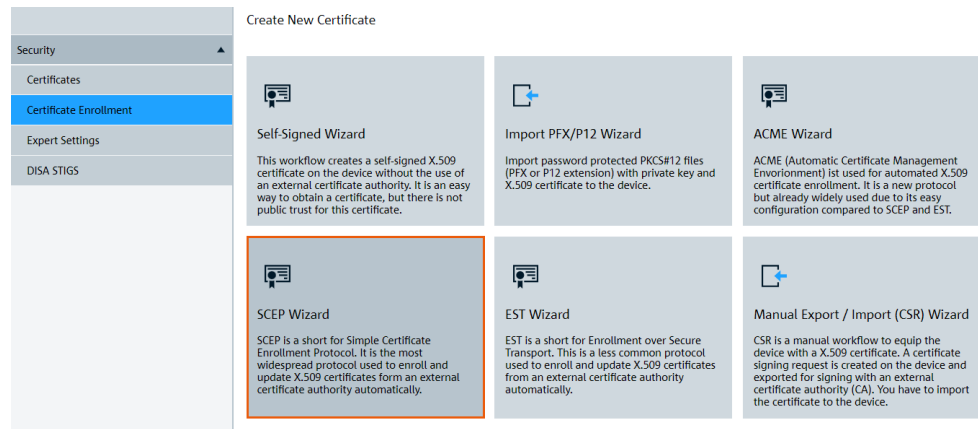 Create New Certificate
Security
Certificates
Certificate Enrollment
Expert Settings
DISA STIGS
Self-Signed Wizard
This workflow creates a self-signed X.509
certificate on the device without the use of
an external certificate authority. It is an easy
way to obtain a certificate, but there is not
public trust for this certificate.
Import PFX/P12 Wizard
Import password protected PKCS#12 files
(PFX or P12 extension) with private key and
X.509 certificate to the device.
ACME Wizard
ACME (Automatic Certificate Management
Envorionment) ist used for automated X.509
certificate enrollment. It is a new protocol
but already widely used due to its easy
configuration compared to SCEP and EST.
SCEP Wizard
SCEP is a short for Simple Certificate
Enrollment Protocol. It is the most
widespread protocol used to enroll and
update X.509 certificates form an external
certificate authority automatically.
EST Wizard
EST is a short for Enrollment over Secure
Transport. This is a less common protocol
used to enroll and update X.509 certificates
from an external certificate authority
automatically.
Manual Export / Import (CSR) Wizard
CSR is a manual workflow to equip the
device with a X.509 certificate. A certificate
signing request is created on the device and
exported for signing with an external
certificate authority (CA). You have to import
the certificate to the device.